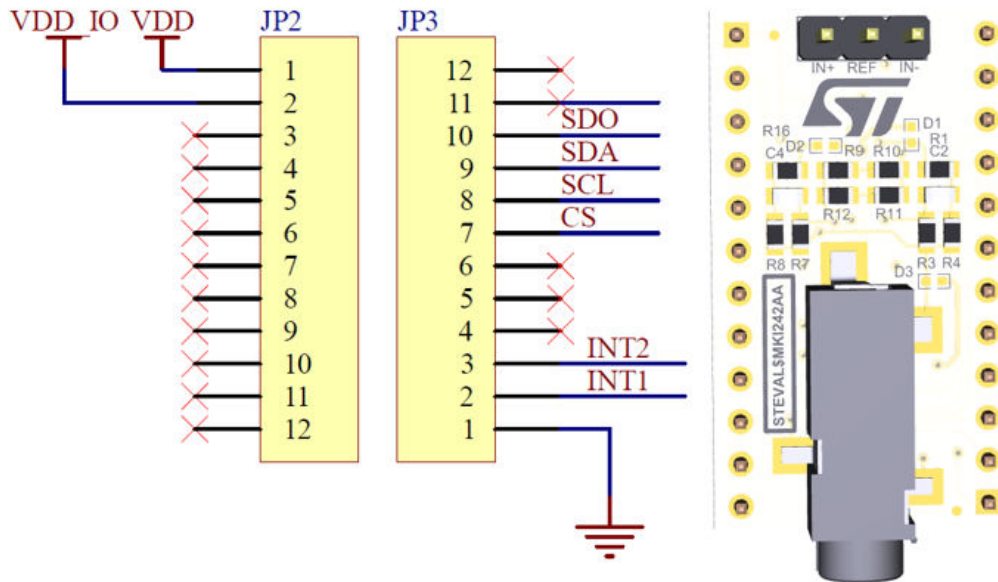 VDD_IO VDD
JP2
1
2
3
4
5
6
7
8
9
10
11
12
JP3
12
11
10 SDO
9 SDA
8 SCL
7 CS
6
5
4
3 INT2
2 INT1
1
IN+ REF IN-
ST
R16 D1
D2 R9 R10 R1
C4 C2
R12 R11
R8 R7 R3 R4
D3
STEVAL$MKI242AA